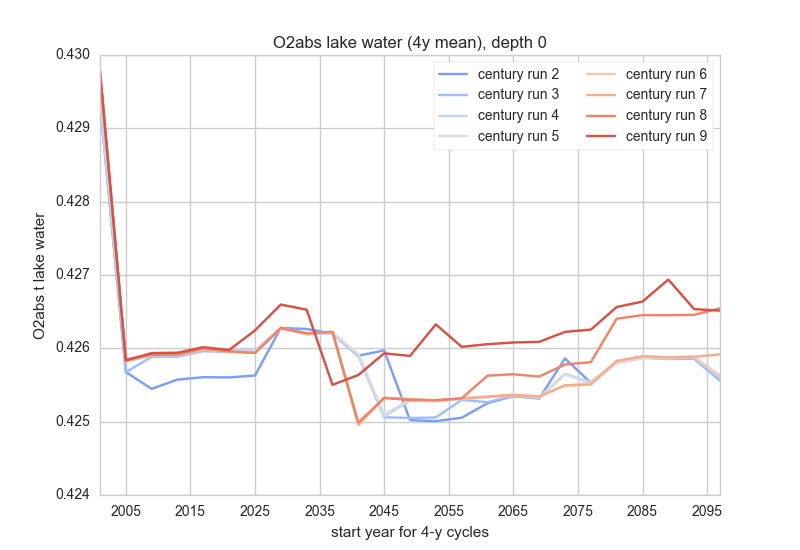 O2abs lake water (4y mean), depth 0
0.430
0.429
0.428
0.427
0.426
0.425
0.424
O2abs t lake water
century run 2
century run 3
century run 4
century run 5
century run 6
century run 7
century run 8
century run 9
2005 2015 2025 2035 2045 2055 2065 2075 2085 2095
start year for 4-y cycles